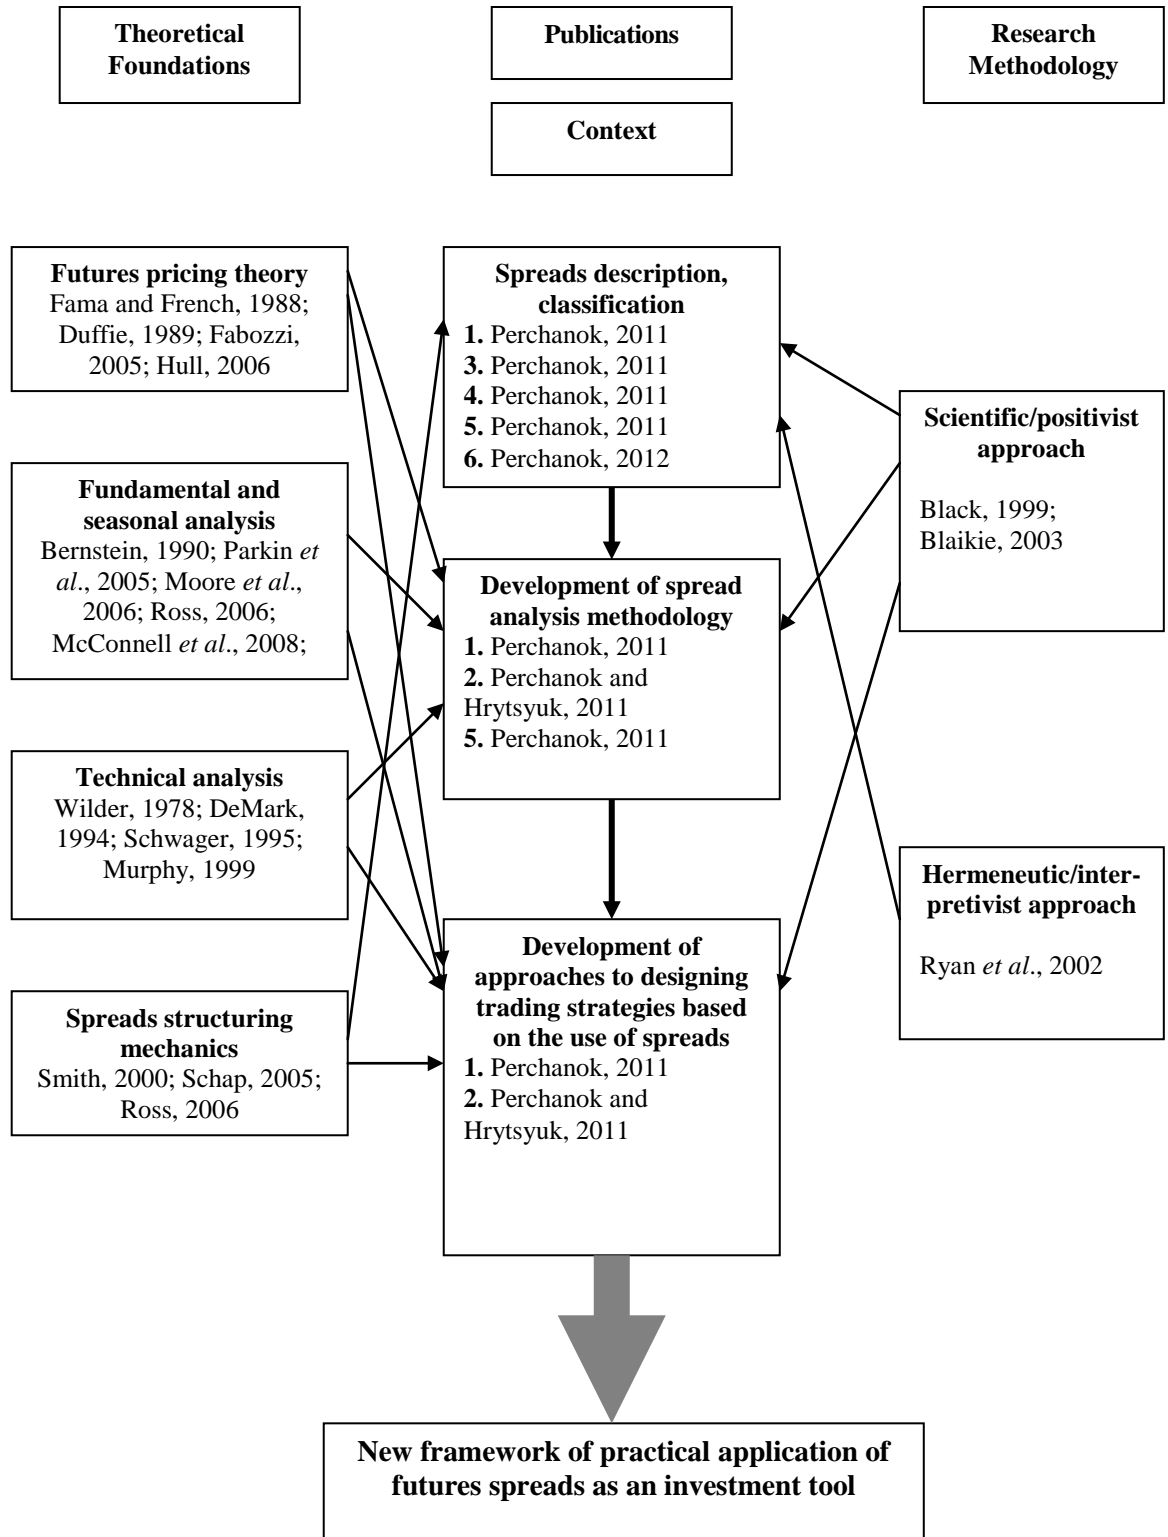 Theoretical
Foundations
Publications
Research
Methodology
Context
Futures pricing theory
Fama and French, 1988;
Duffie, 1989; Fabozzi,
2005; Hull, 2006
Fundamental and
seasonal analysis
Bernstein, 1990; Parkin et
al., 2005; Moore et al.,
2006; Ross, 2006;
McConnell et al., 2008;
Technical analysis
Wilder, 1978; DeMark,
1994; Schwager, 1995;
Murphy, 1999
Spreads structuring
mechanics
Smith, 2000; Schap, 2005;
Ross, 2006
Spreads description,
classification
1. Perchanok, 2011
3. Perchanok, 2011
4. Perchanok, 2011
5. Perchanok, 2011
6. Perchanok, 2012
Development of spread
analysis methodology
1. Perchanok, 2011
2. Perchanok and
Hrytsyuk, 2011
5. Perchanok, 2011
Development of
approaches to designing
trading strategies based
on the use of spreads
1. Perchanok, 2011
2. Perchanok and
Hrytsyuk, 2011
Scientific/positivist
approach
Black, 1999;
Blaikie, 2003
Hermeneutic/inter-
pretivist approach
Ryan et al., 2002
New framework of practical application of
futures spreads as an investment tool